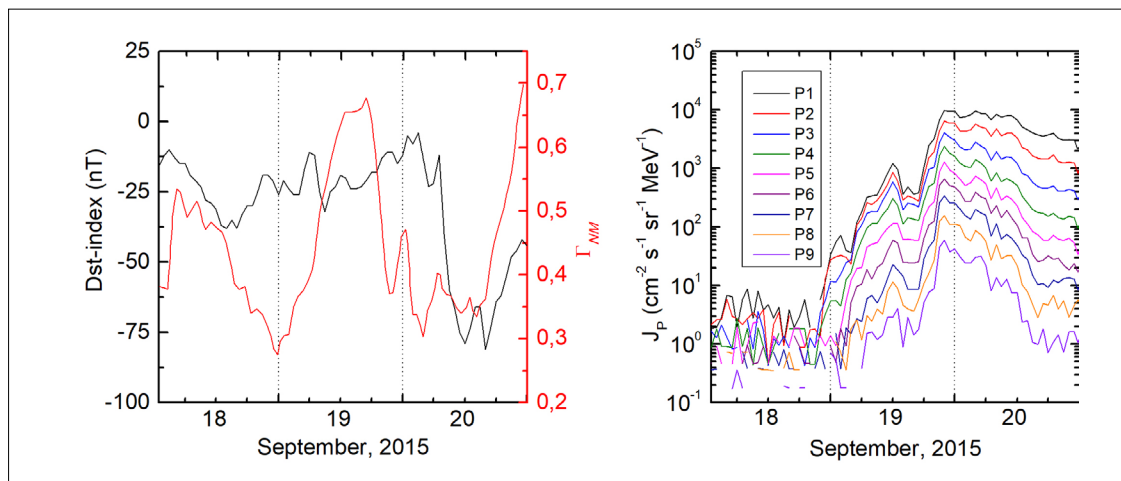 25
0
-25
-50
-75
-100
Dst-index (nT)
0,7
0,6
0,5
0,4
0,3
0,2
Γ_N/M
18
19
20
September, 2015
10^5
10^4
10^3
10^2
10^1
10^0
10^-1
J_P (cm^-2 s^-1 sr^-1 MeV^-1)
P1
P2
P3
P4
P5
P6
P7
P8
P9
18
19
20
September, 2015